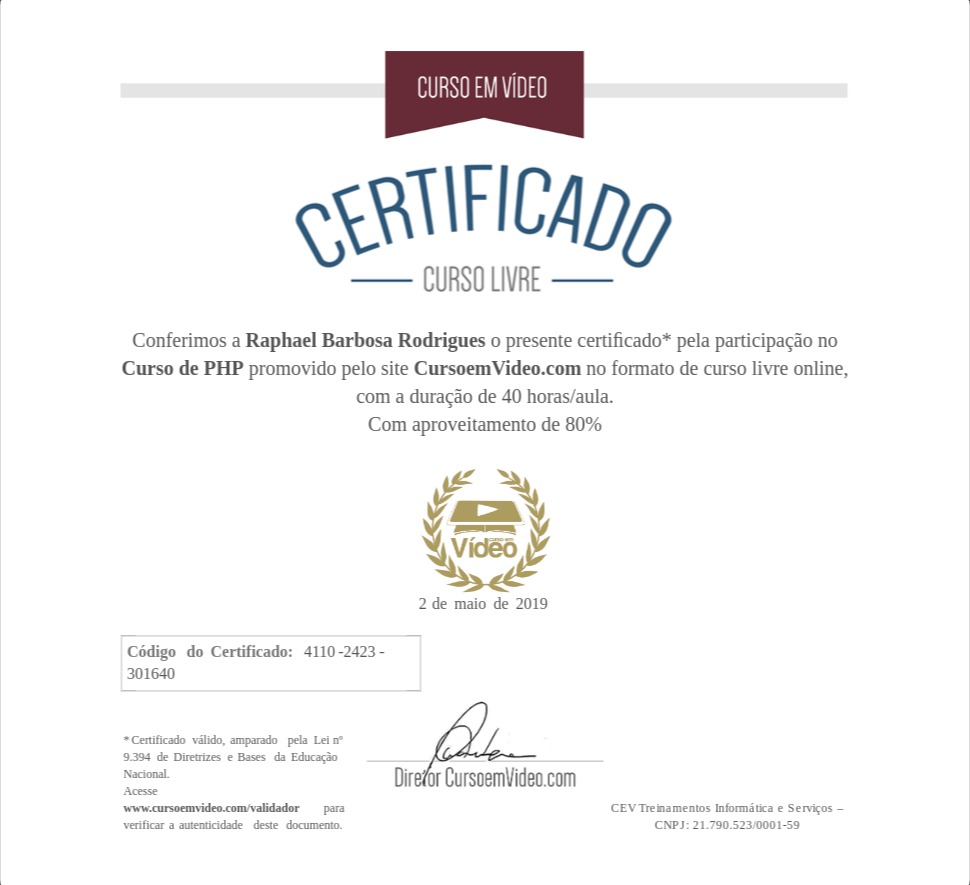 CURSO EM VÍDEO
CERTIFICADO
CURSO LIVRE
Conferimos a Raphael Barbosa Rodrigues o presente certificado* pela participação no
Curso de PHP promovido pelo site CursoemVideo.com no formato de curso livre online,
com a duração de 40 horas/aula.
Com aproveitamento de 80%
curso em
Vídeo
2 de maio de 2019
Código do Certificado: 4110 -2423 -
301640
* Certificado válido, amparado pela Lei nº
9.394 de Diretrizes e Bases da Educação
Nacional.
Acesse
www.cursoemvideo.com/validador para
verificar a autenticidade deste documento.
Diretor CursoemVideo.com
CEV Treinamentos Informática e Serviços –
CNPJ: 21.790.523/0001-59